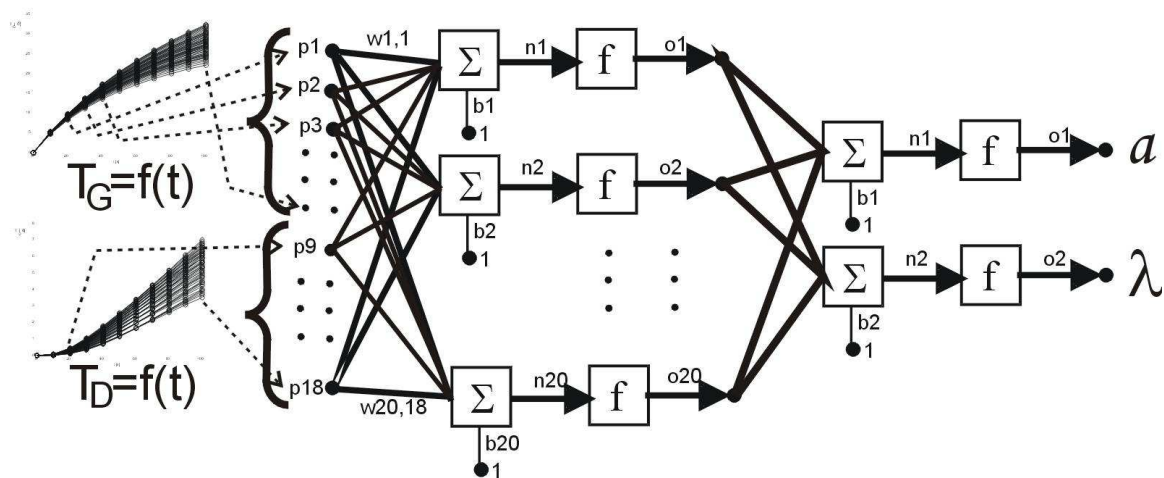 p1
w1,1
Σ
n1
f
o1
p2
b1
1
p3
T_G=f(t)
Σ
n2
f
o2
b2
1
p9
T_D=f(t)
p18
w20,18
Σ
n20
f
o20
b20
1
Σ
n1
f
o1
a
b1
1
Σ
n2
f
o2
λ
b2
1